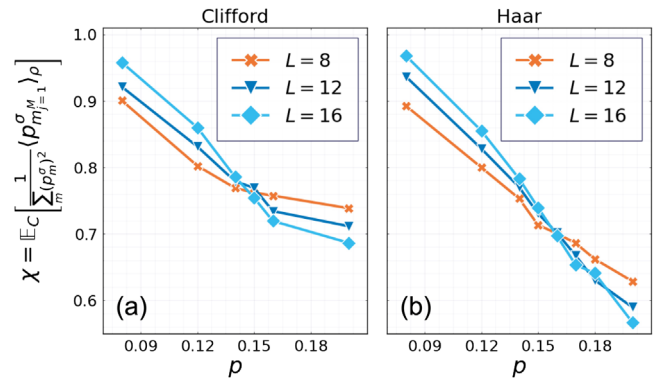 Clifford
Haar
χ = 𝔼_C[1/∑_m(p_m^σ)^2 ⟨p^σ_{m_{j=1}^M}⟩_ρ]
1.0
0.9
0.8
0.7
0.6
L = 8
L = 12
L = 16
(a)
0.09 0.12 0.15 0.18
p
L = 8
L = 12
L = 16
(b)
0.09 0.12 0.15 0.18
p